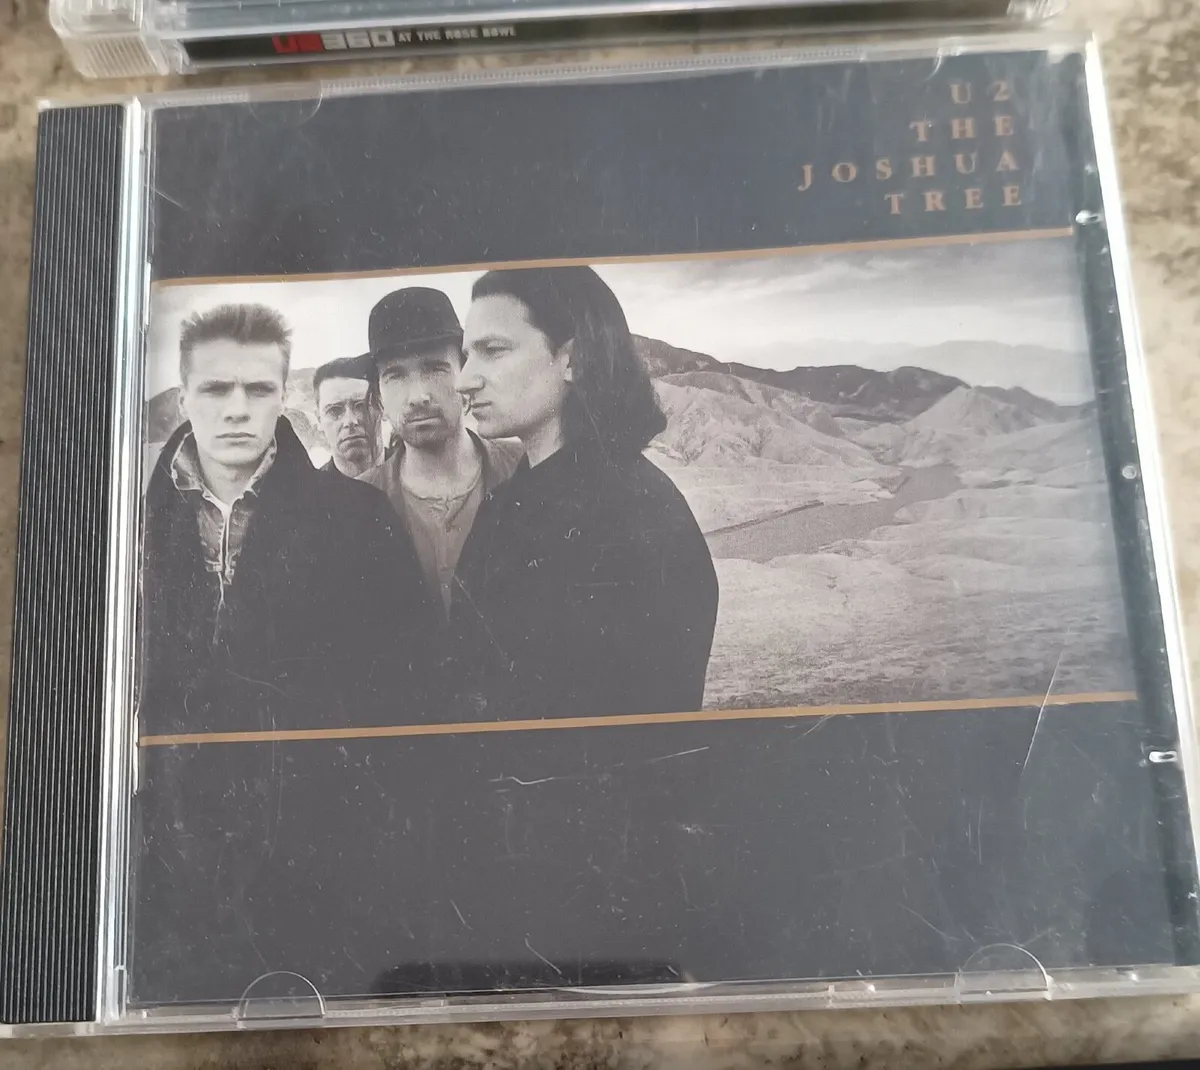 U2360 AT THE ROSE BOWL
U2
THE
JOSHUA
TREE